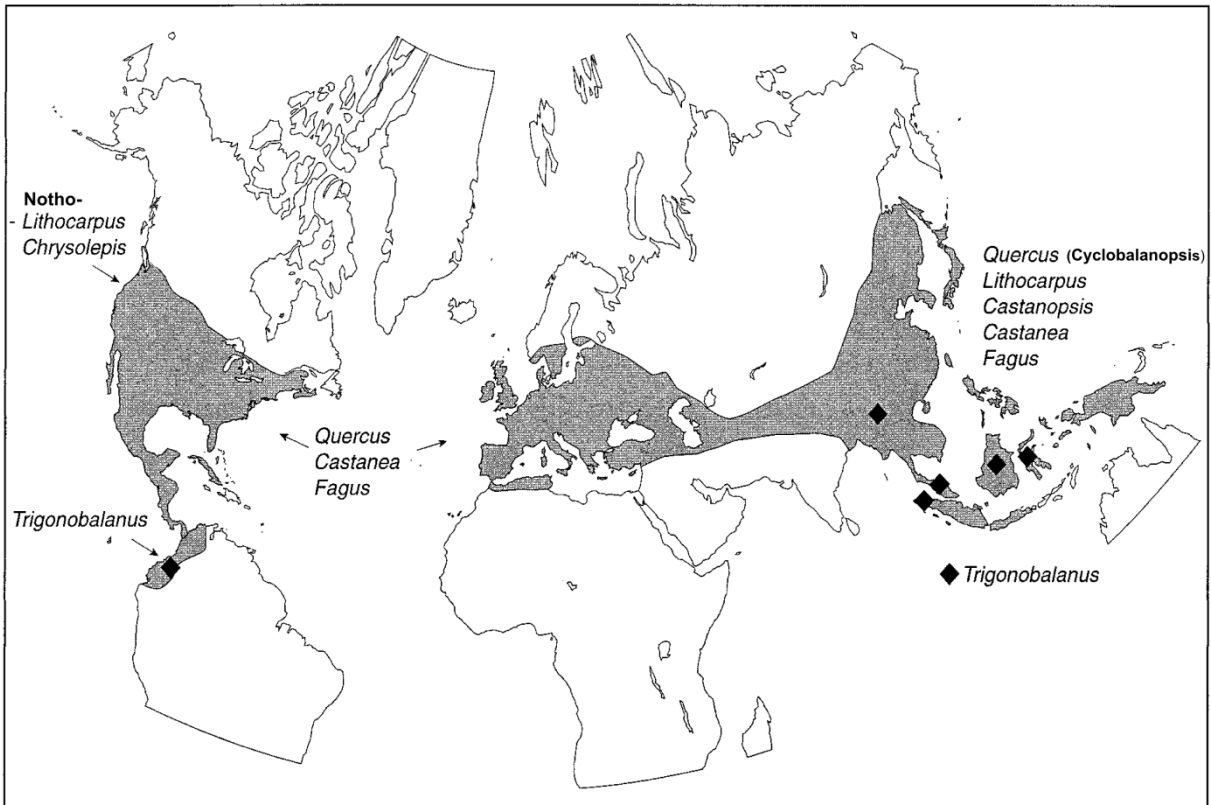 Notho-
- Lithocarpus
Chrysolepis
Quercus
Castanea
Fagus
Trigonobalanus
Quercus (Cyclobalanopsis)
Lithocarpus
Castanopsis
Castanea
Fagus
Trigonobalanus